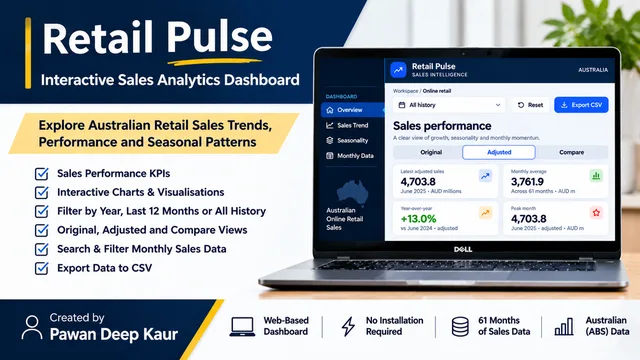 Retail Pulse
Interactive Sales Analytics Dashboard
Explore Australian Retail Sales Trends,
Performance and Seasonal Patterns
Sales Performance KPIs
Interactive Charts & Visualisations
Filter by Year, Last 12 Months or All History
Original, Adjusted and Compare Views
Search & Filter Monthly Sales Data
Export Data to CSV
Retail Pulse
SALES INTELLIGENCE
AUSTRALIA
DASHBOARD
Overview
Sales Trend
Seasonality
Monthly Data
Australian
Online Retail
Sales
Workspace / Online retail
All history
Reset
Export CSV
Sales performance
A clear view of growth, seasonality and monthly momentum.
Original
Adjusted
Compare
Latest adjusted sales
4,703.8
June 2025 • AUD millions
Monthly average
3,761.9
Across 61 months • AUD m
Year-over-year
+13.0%
vs June 2024 • adjusted
Peak month
4,703.8
June 2025 • adjusted • AUD m
DELL
Created by
Pawan Deep Kaur
Web-Based
Dashboard
No Installation
Required
61 Months
of Sales Data
Australian
(ABS) Data